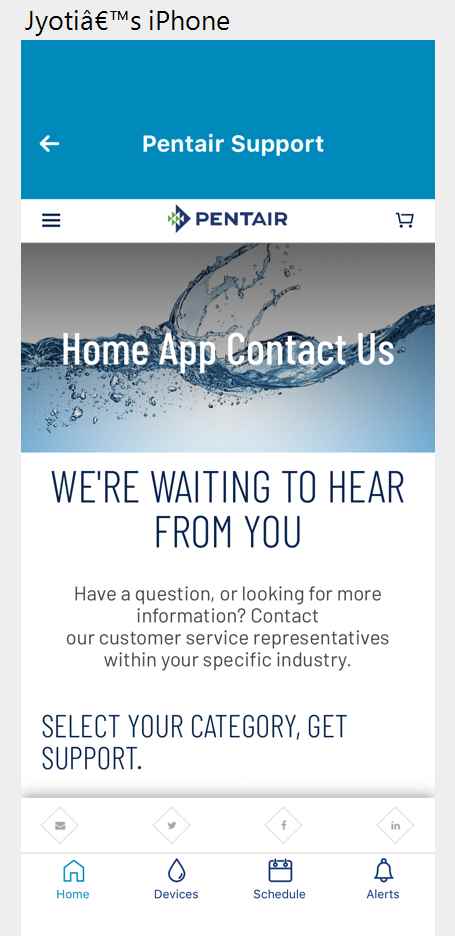 Jyotiâ€™s iPhone
Pentair Support
PENTAIR
Home App Contact Us
WE'RE WAITING TO HEAR
FROM YOU
Have a question, or looking for more
information? Contact
our customer service representatives
within your specific industry.
SELECT YOUR CATEGORY, GET
SUPPORT.
f
in
Home
Devices
Schedule
Alerts